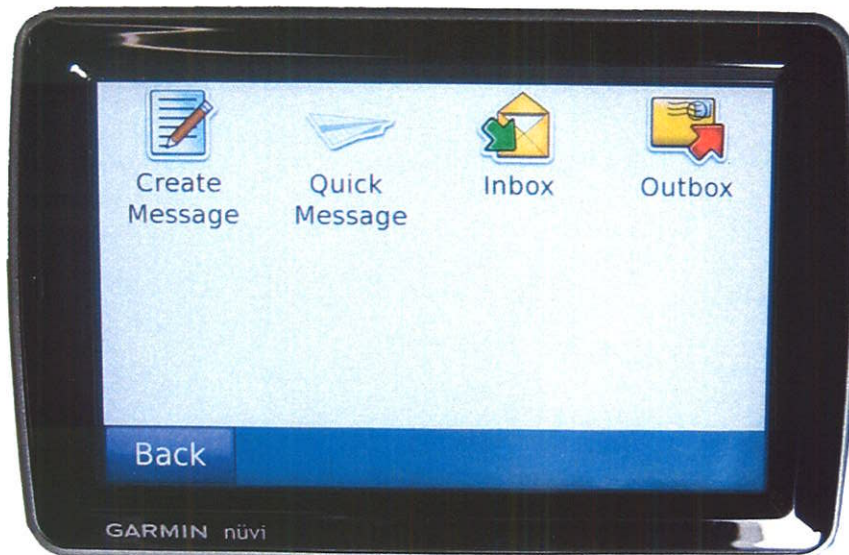 Create
Message
Quick
Message
Inbox
Outbox
Back
GARMIN nüvi